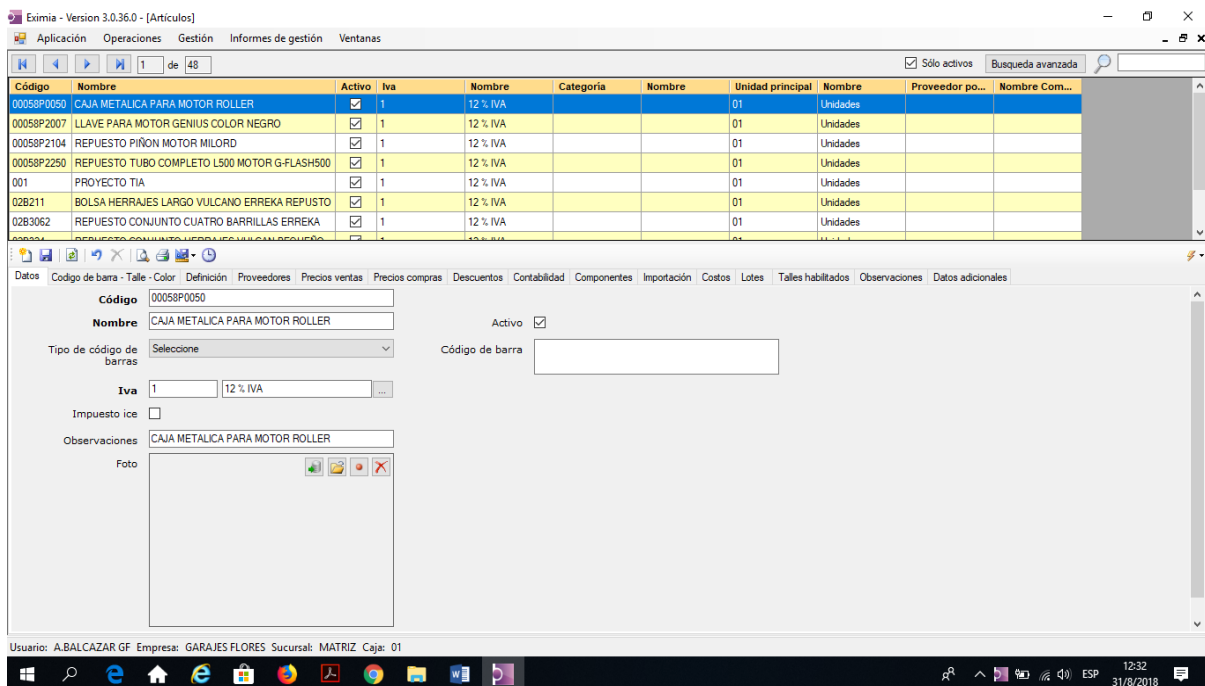 Eximia - Version 3.0.36.0 - [Artículos]
Aplicación Operaciones Gestión Informes de gestión Ventanas
1 de 48 Sólo activos Busqueda avanzada
Código Nombre Activo Iva Nombre Categoría Nombre Unidad principal Nombre Proveedor po... Nombre Com...
00058P0050 CAJA METALICA PARA MOTOR ROLLER 1 12 % IVA 01 Unidades
00058P2007 LLAVE PARA MOTOR GENIUS COLOR NEGRO 1 12 % IVA 01 Unidades
00058P2104 REPUESTO PIÑON MOTOR MILORD 1 12 % IVA 01 Unidades
00058P2250 REPUESTO TUBO COMPLETO L500 MOTOR G-FLASH500 1 12 % IVA 01 Unidades
001 PROYECTO TIA 1 12 % IVA 01 Unidades
02B211 BOLSA HERRAJES LARGO VULCANO ERREKA REPUSTO 1 12 % IVA 01 Unidades
02B3062 REPUESTO CONJUNTO CUATRO BARRILLAS ERREKA 1 12 % IVA 01 Unidades
Datos Codigo de barra - Talle - Color Definición Proveedores Precios ventas Precios compras Descuentos Contabilidad Componentes Importación Costos Lotes Talles habilitados Observaciones Datos adicionales
Código 00058P0050
Nombre CAJA METALICA PARA MOTOR ROLLER Activo
Tipo de código de barras Seleccione Código de barra
Iva 1 12 % IVA ...
Impuesto ice
Observaciones CAJA METALICA PARA MOTOR ROLLER
Foto
Usuario: A.BALCAZAR GF Empresa: GARAJES FLORES Sucursal: MATRIZ Caja: 01
ESP 12:32
31/8/2018